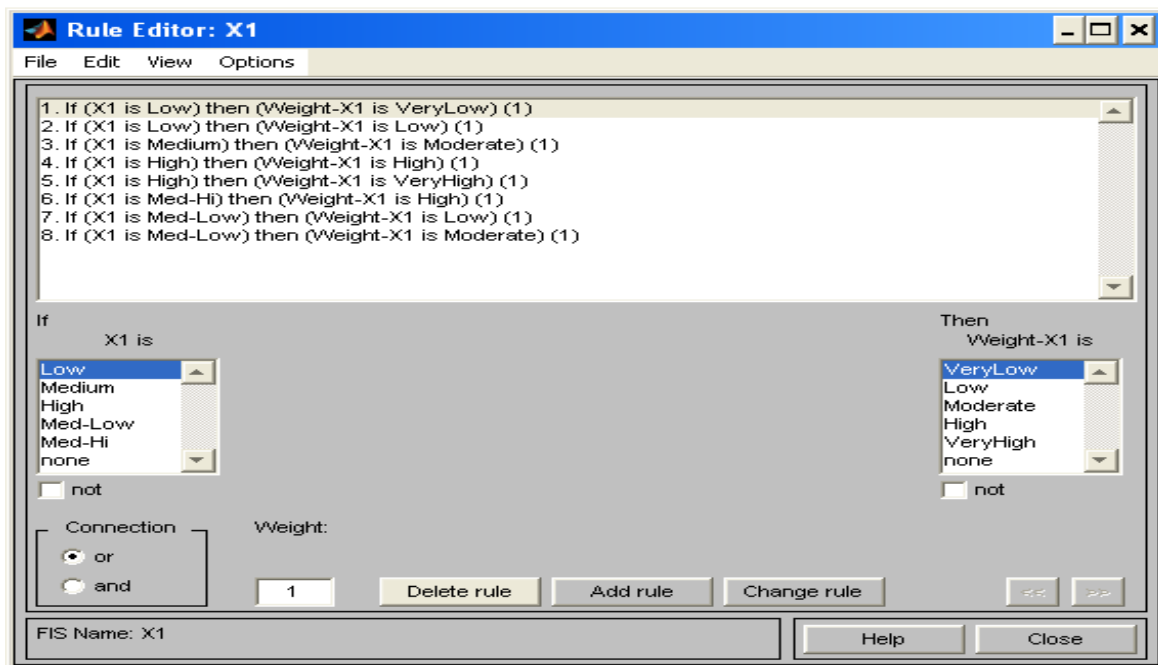 Rule Editor: X1
File Edit View Options
1. If (X1 is Low) then (Weight-X1 is VeryLow) (1)
2. If (X1 is Low) then (Weight-X1 is Low) (1)
3. If (X1 is Medium) then (Weight-X1 is Moderate) (1)
4. If (X1 is High) then (Weight-X1 is High) (1)
5. If (X1 is High) then (Weight-X1 is VeryHigh) (1)
6. If (X1 is Med-Hi) then (Weight-X1 is High) (1)
7. If (X1 is Med-Low) then (Weight-X1 is Low) (1)
8. If (X1 is Med-Low) then (Weight-X1 is Moderate) (1)
If
X1 is
Low
Medium
High
Med-Low
Med-Hi
none
not
Then
Weight-X1 is
VeryLow
Low
Moderate
High
VeryHigh
none
not
Connection
or
and
Weight:
1
Delete rule
Add rule
Change rule
<<
>>
FIS Name: X1
Help
Close